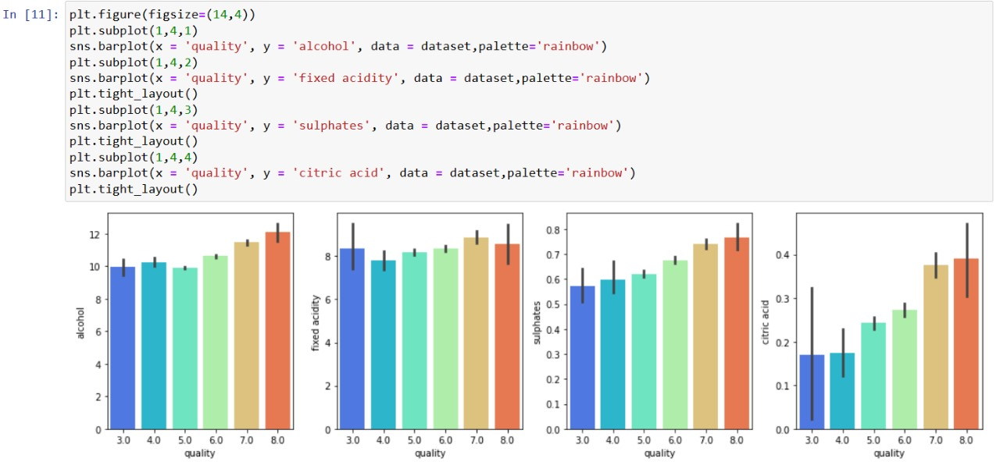 In [11]:
plt.figure(figsize=(14,4))
plt.subplot(1,4,1)
sns.barplot(x = 'quality', y = 'alcohol', data = dataset,palette='rainbow')
plt.subplot(1,4,2)
sns.barplot(x = 'quality', y = 'fixed acidity', data = dataset,palette='rainbow')
plt.tight_layout()
plt.subplot(1,4,3)
sns.barplot(x = 'quality', y = 'sulphates', data = dataset,palette='rainbow')
plt.tight_layout()
plt.subplot(1,4,4)
sns.barplot(x = 'quality', y = 'citric acid', data = dataset,palette='rainbow')
plt.tight_layout()
alcohol
12
10
8
6
4
2
0
3.0 4.0 5.0 6.0 7.0 8.0
quality
fixed acidity
8
6
4
2
0
3.0 4.0 5.0 6.0 7.0 8.0
quality
sulphates
0.8
0.7
0.6
0.5
0.4
0.3
0.2
0.1
0.0
3.0 4.0 5.0 6.0 7.0 8.0
quality
citric acid
0.4
0.3
0.2
0.1
0.0
3.0 4.0 5.0 6.0 7.0 8.0
quality